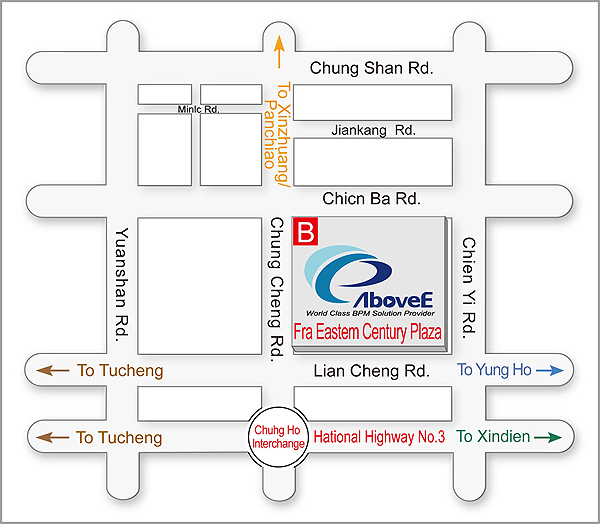 Chung Shan Rd.
To Xinzhuang/
Panchiao
Minlc Rd.
Jiankang Rd.
Chicn Ba Rd.
Yuanshan Rd.
Chung Cheng Rd.
Chien Yi Rd.
B
AboveE
World Class BPM Solution Provider
Fra Eastem Century Plaza
To Tucheng
Lian Cheng Rd.
To Yung Ho
To Tucheng
Chung Ho
Interchange
Hational Highway No.3
To Xindien